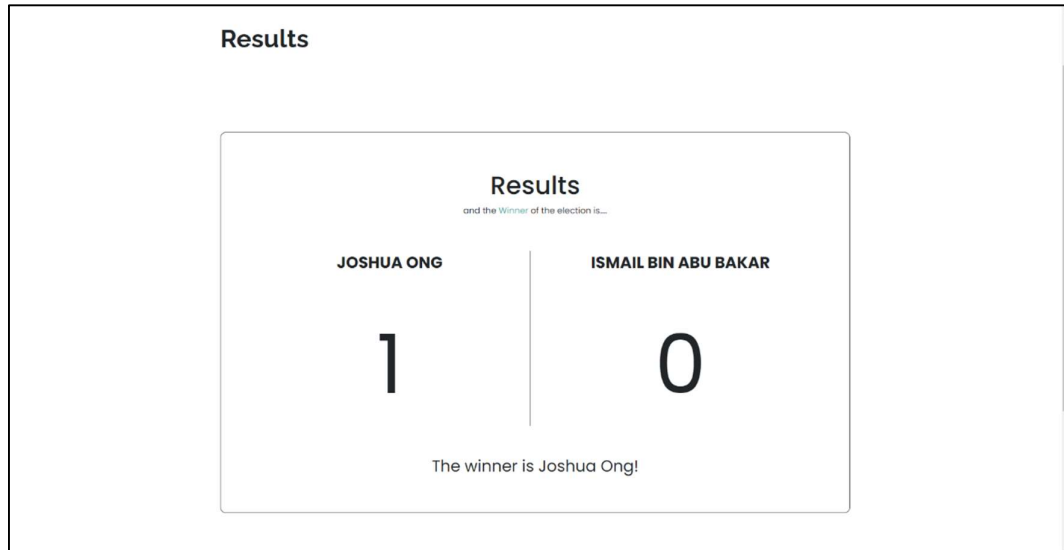 Results
Results
and the Winner of the election is....
JOSHUA ONG
ISMAIL BIN ABU BAKAR
1
0
The winner is Joshua Ong!